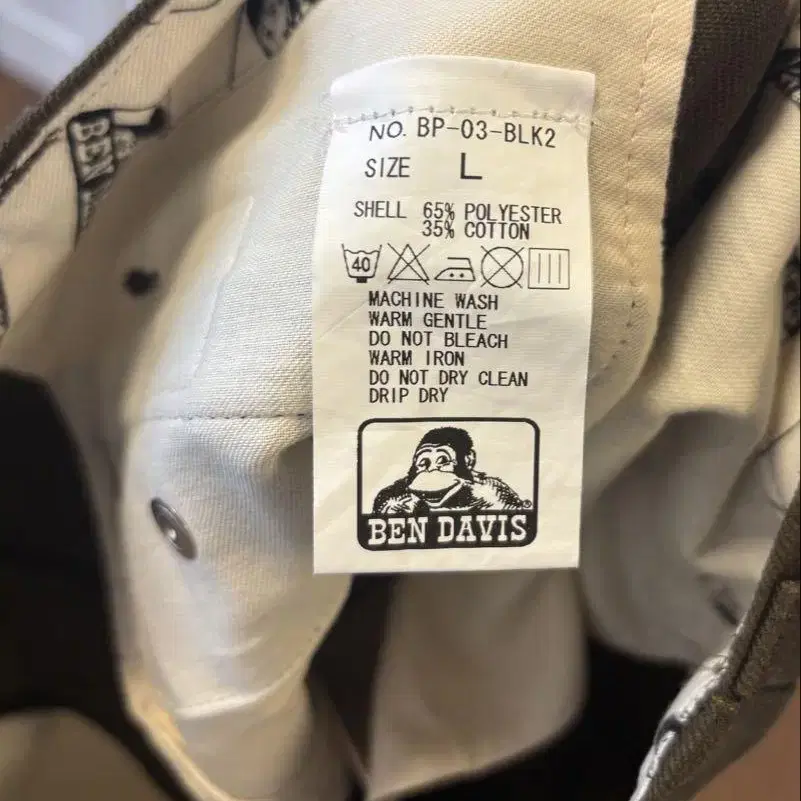 BEN
NO. BP-03-BLK2
SIZE L
SHELL 65% POLYESTER
35% COTTON
40
MACHINE WASH
WARM GENTLE
DO NOT BLEACH
WARM IRON
DO NOT DRY CLEAN
DRIP DRY
BEN DAVIS®